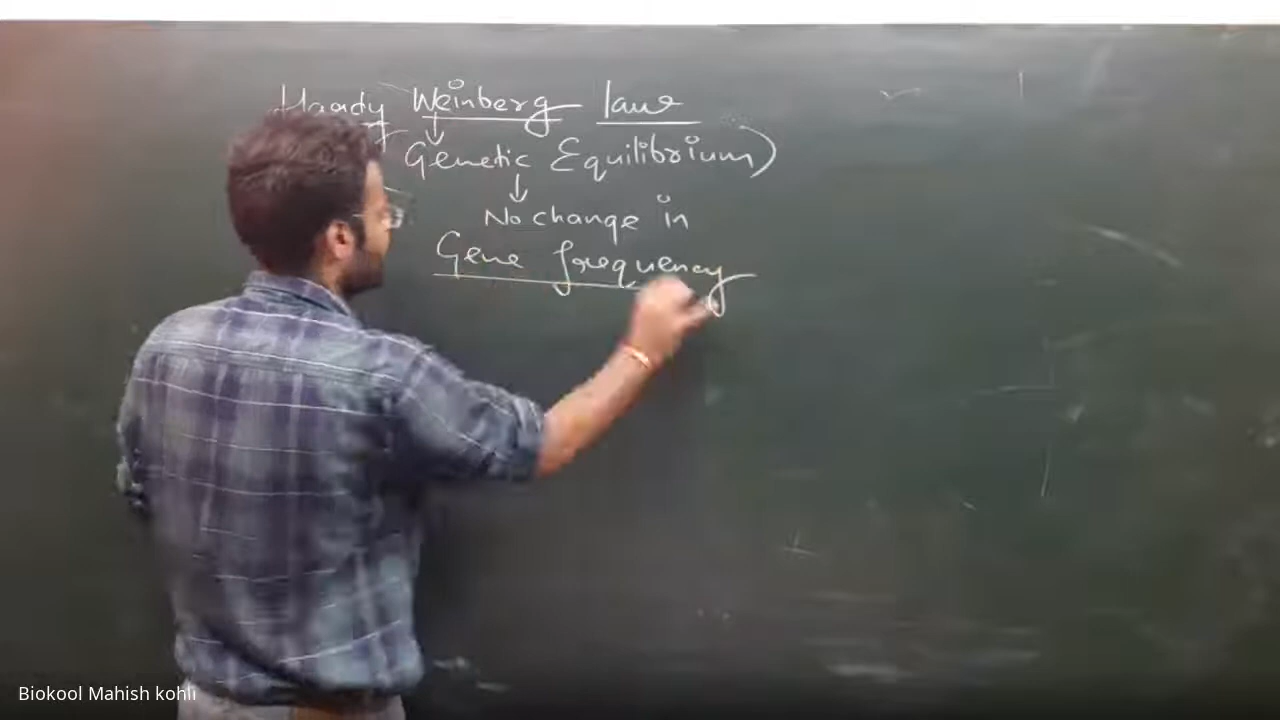 Hardy Weinberg law
↓
Genetic Equilibrium)
↓
No change in
Gene frequency
Biokool Mahish kohli